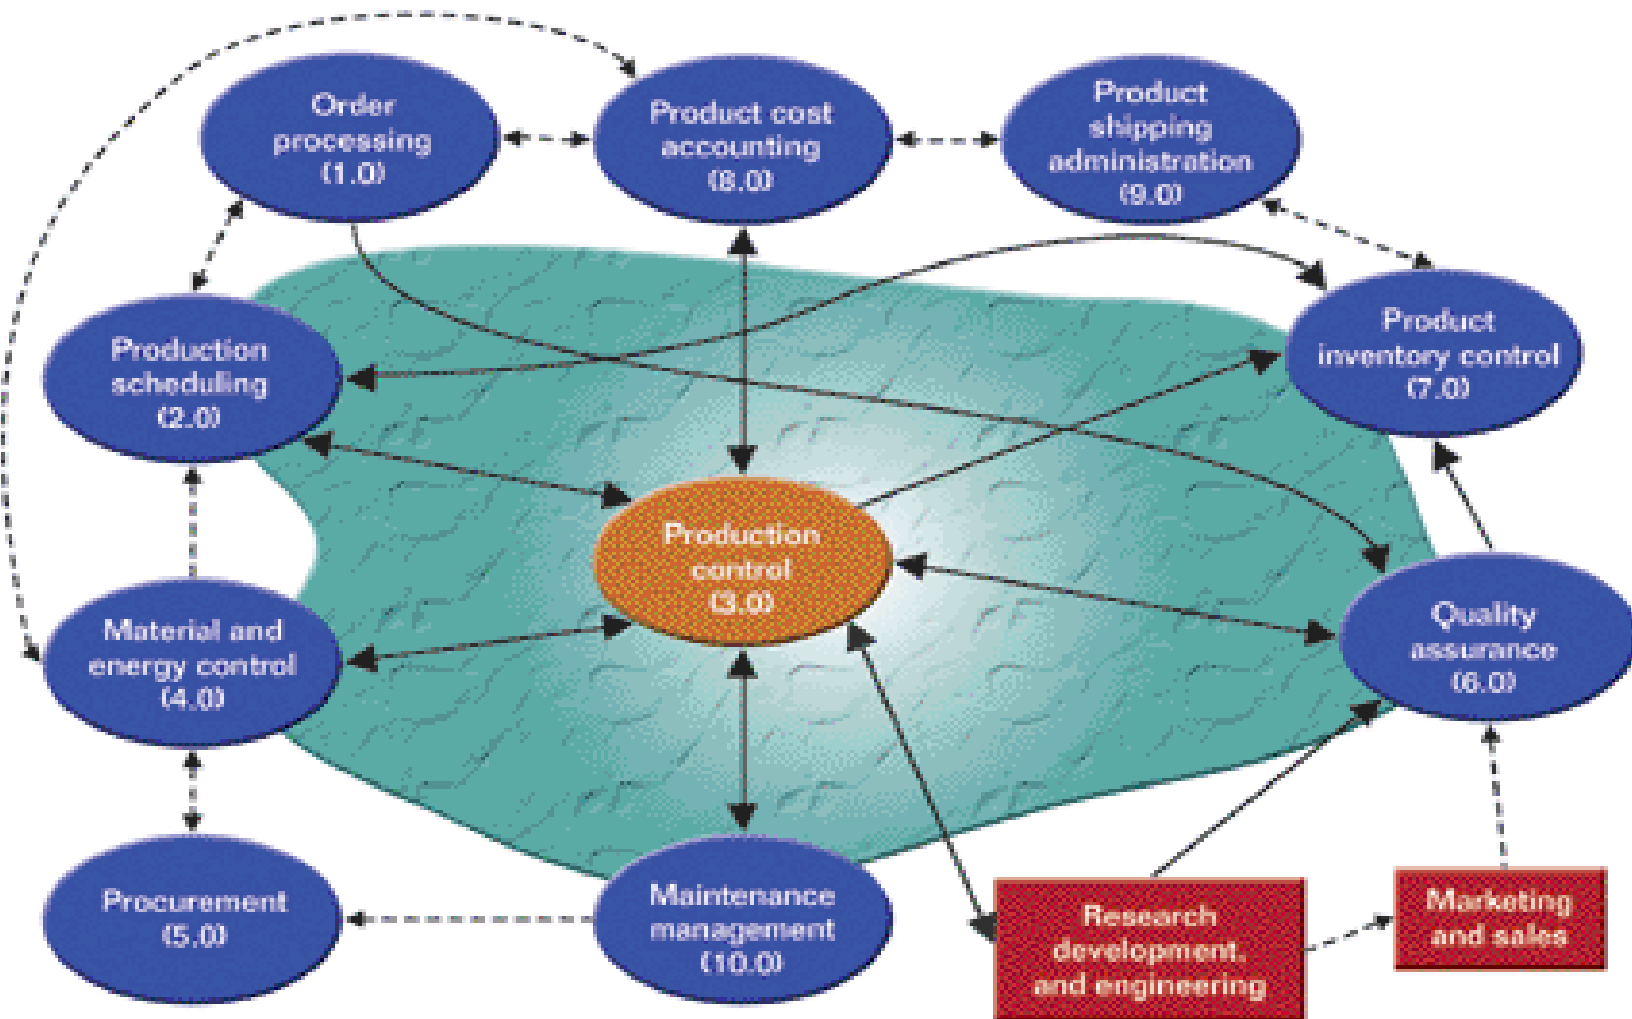 Order
processing
(1.0)
Product cost
accounting
(8.0)
Product
shipping
administration
(9.0)
Production
scheduling
(2.0)
Product
inventory control
(7.0)
Production
control
(3.0)
Material and
energy control
(4.0)
Quality
assurance
(6.0)
Procurement
(5.0)
Maintenance
management
(10.0)
Research
development,
and engineering
Marketing
and sales